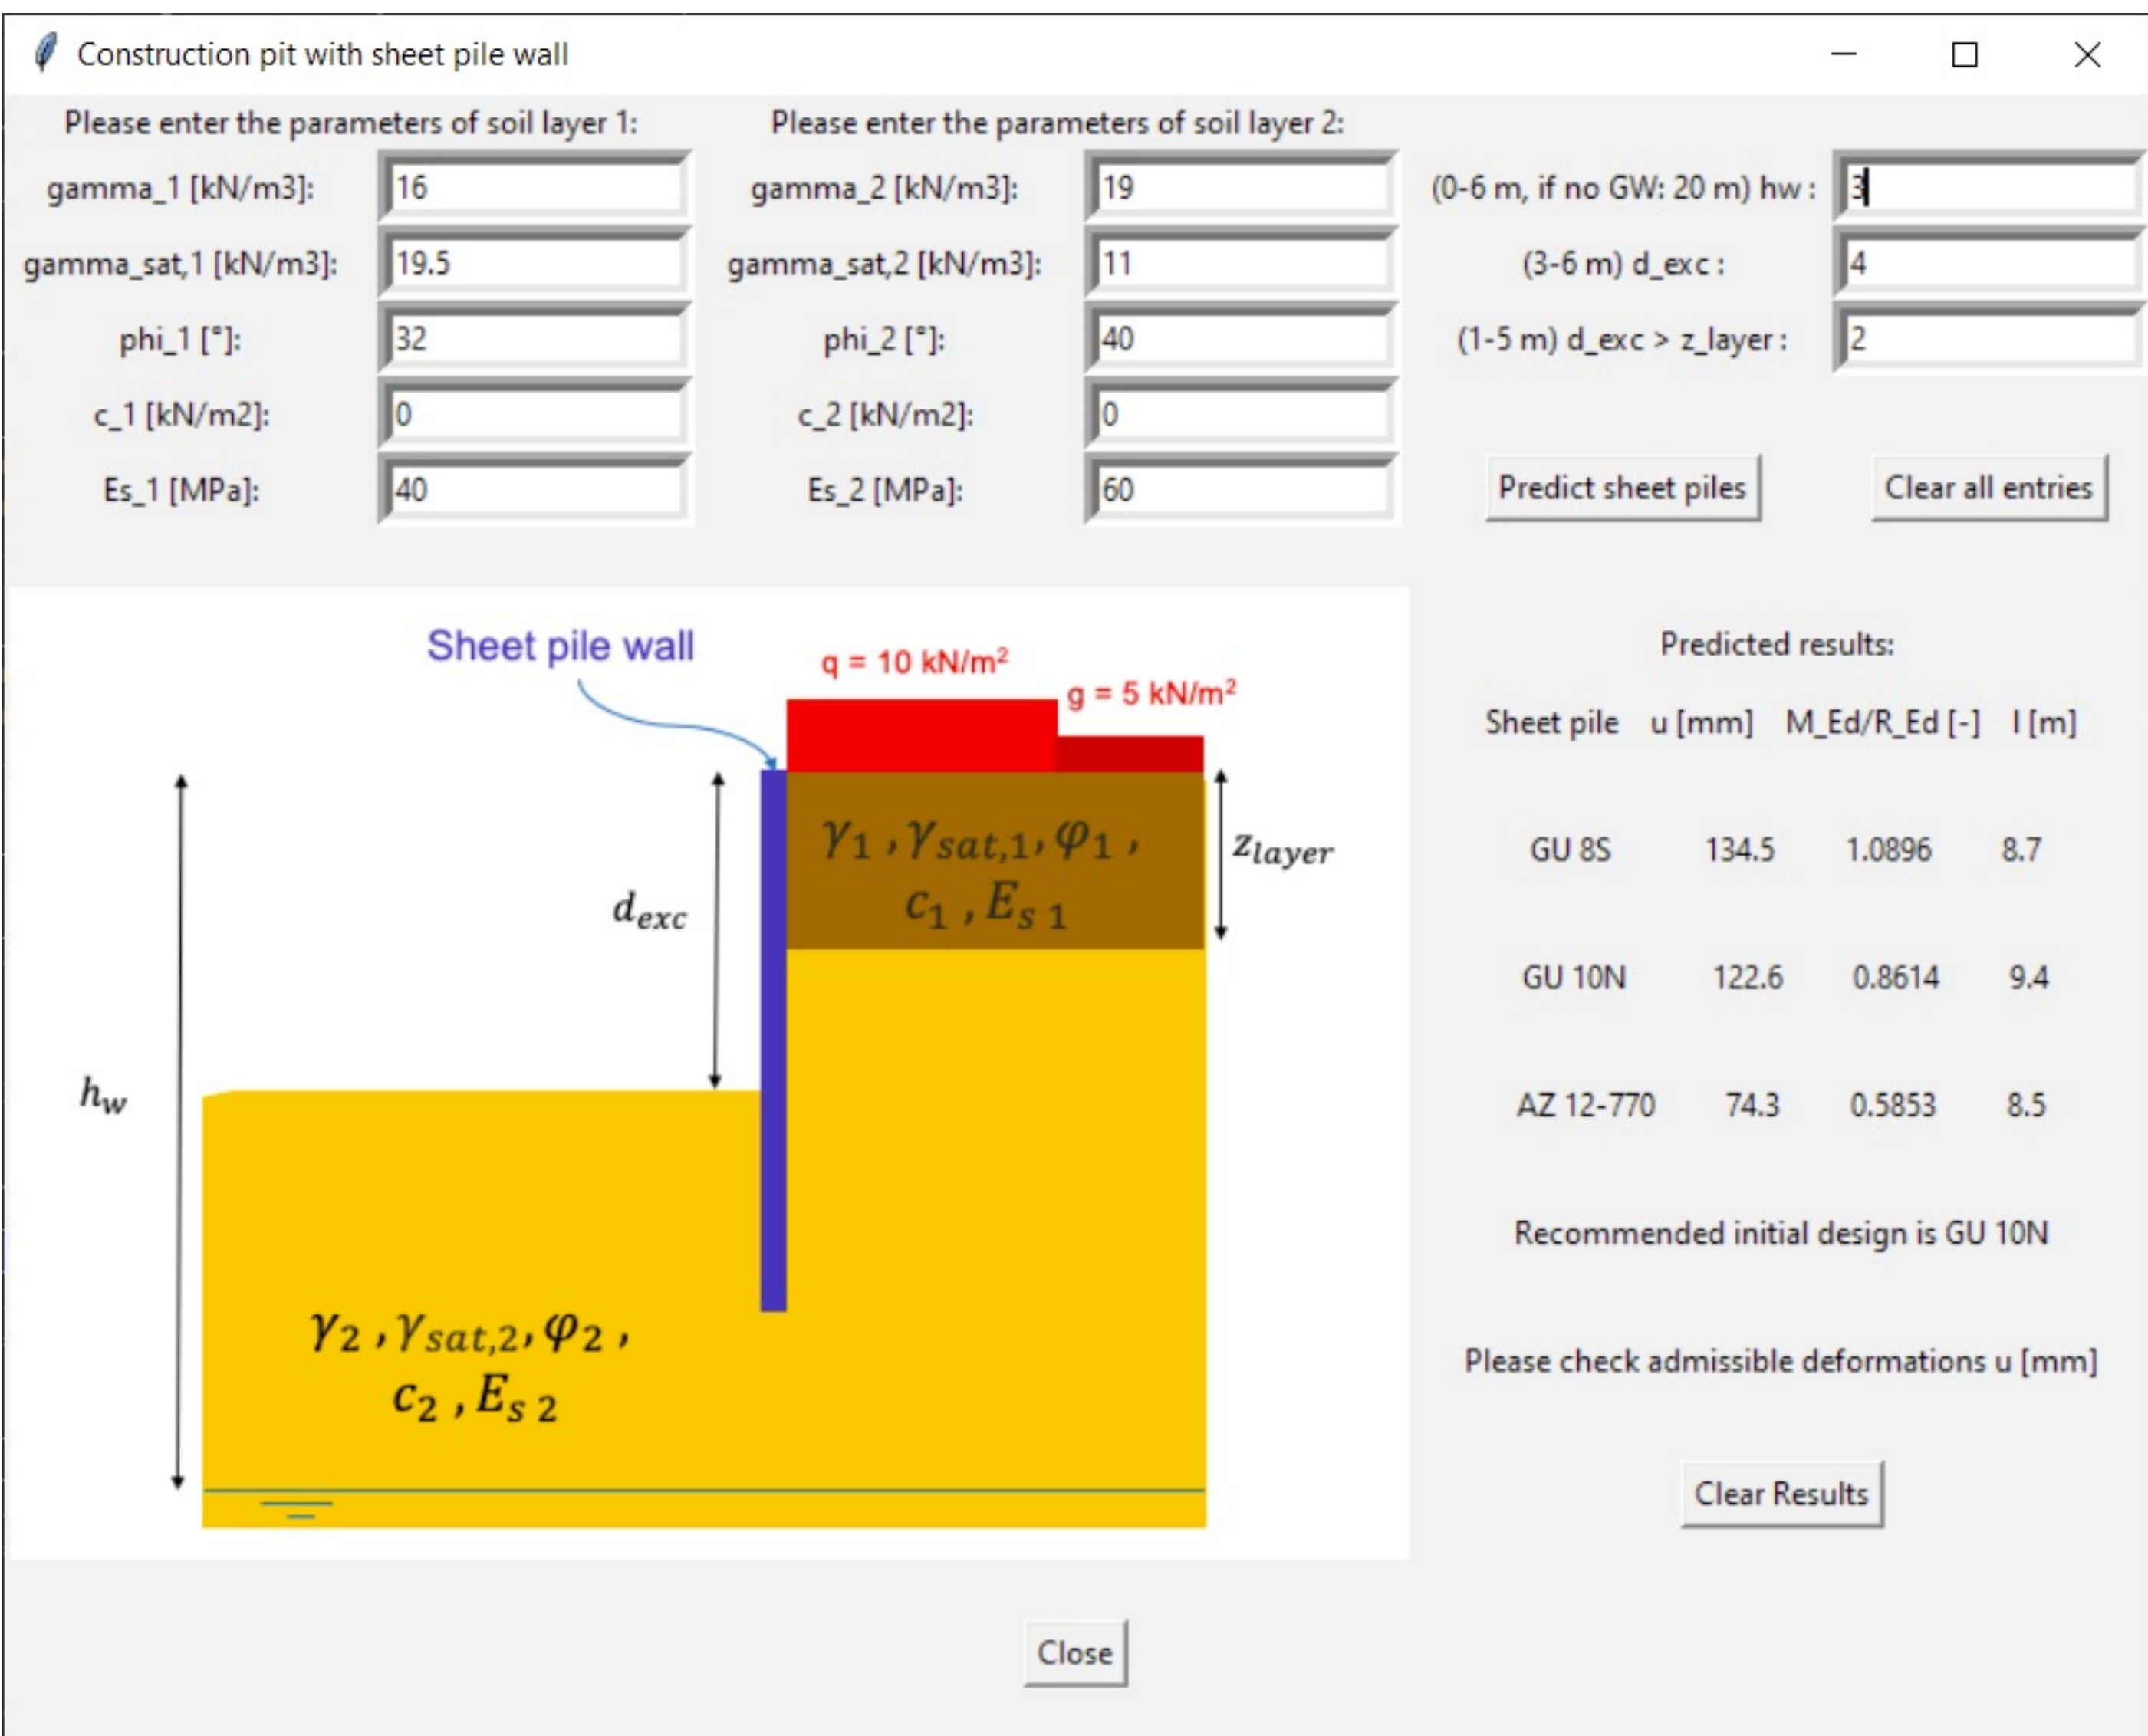 Construction pit with sheet pile wall
Please enter the parameters of soil layer 1: Please enter the parameters of soil layer 2:
gamma_1 [kN/m3]: 16 gamma_2 [kN/m3]: 19 (0-6 m, if no GW: 20 m) hw : 3
gamma_sat,1 [kN/m3]: 19.5 gamma_sat,2 [kN/m3]: 11 (3-6 m) d_exc : 4
phi_1 [°]: 32 phi_2 [°]: 40 (1-5 m) d_exc > z_layer : 2
c_1 [kN/m2]: 0 c_2 [kN/m2]: 0
Es_1 [MPa]: 40 Es_2 [MPa]: 60 Predict sheet piles Clear all entries
Sheet pile wall
q = 10 kN/m²
g = 5 kN/m²
γ₁ , γsat,1, φ₁ ,
c₁ , Es 1
zlayer
dexc
hw
γ₂ , γsat,2, φ₂ ,
c₂ , Es 2
Predicted results:
Sheet pile u [mm] M_Ed/R_Ed [-] l [m]
GU 8S 134.5 1.0896 8.7
GU 10N 122.6 0.8614 9.4
AZ 12-770 74.3 0.5853 8.5
Recommended initial design is GU 10N
Please check admissible deformations u [mm]
Clear Results
Close